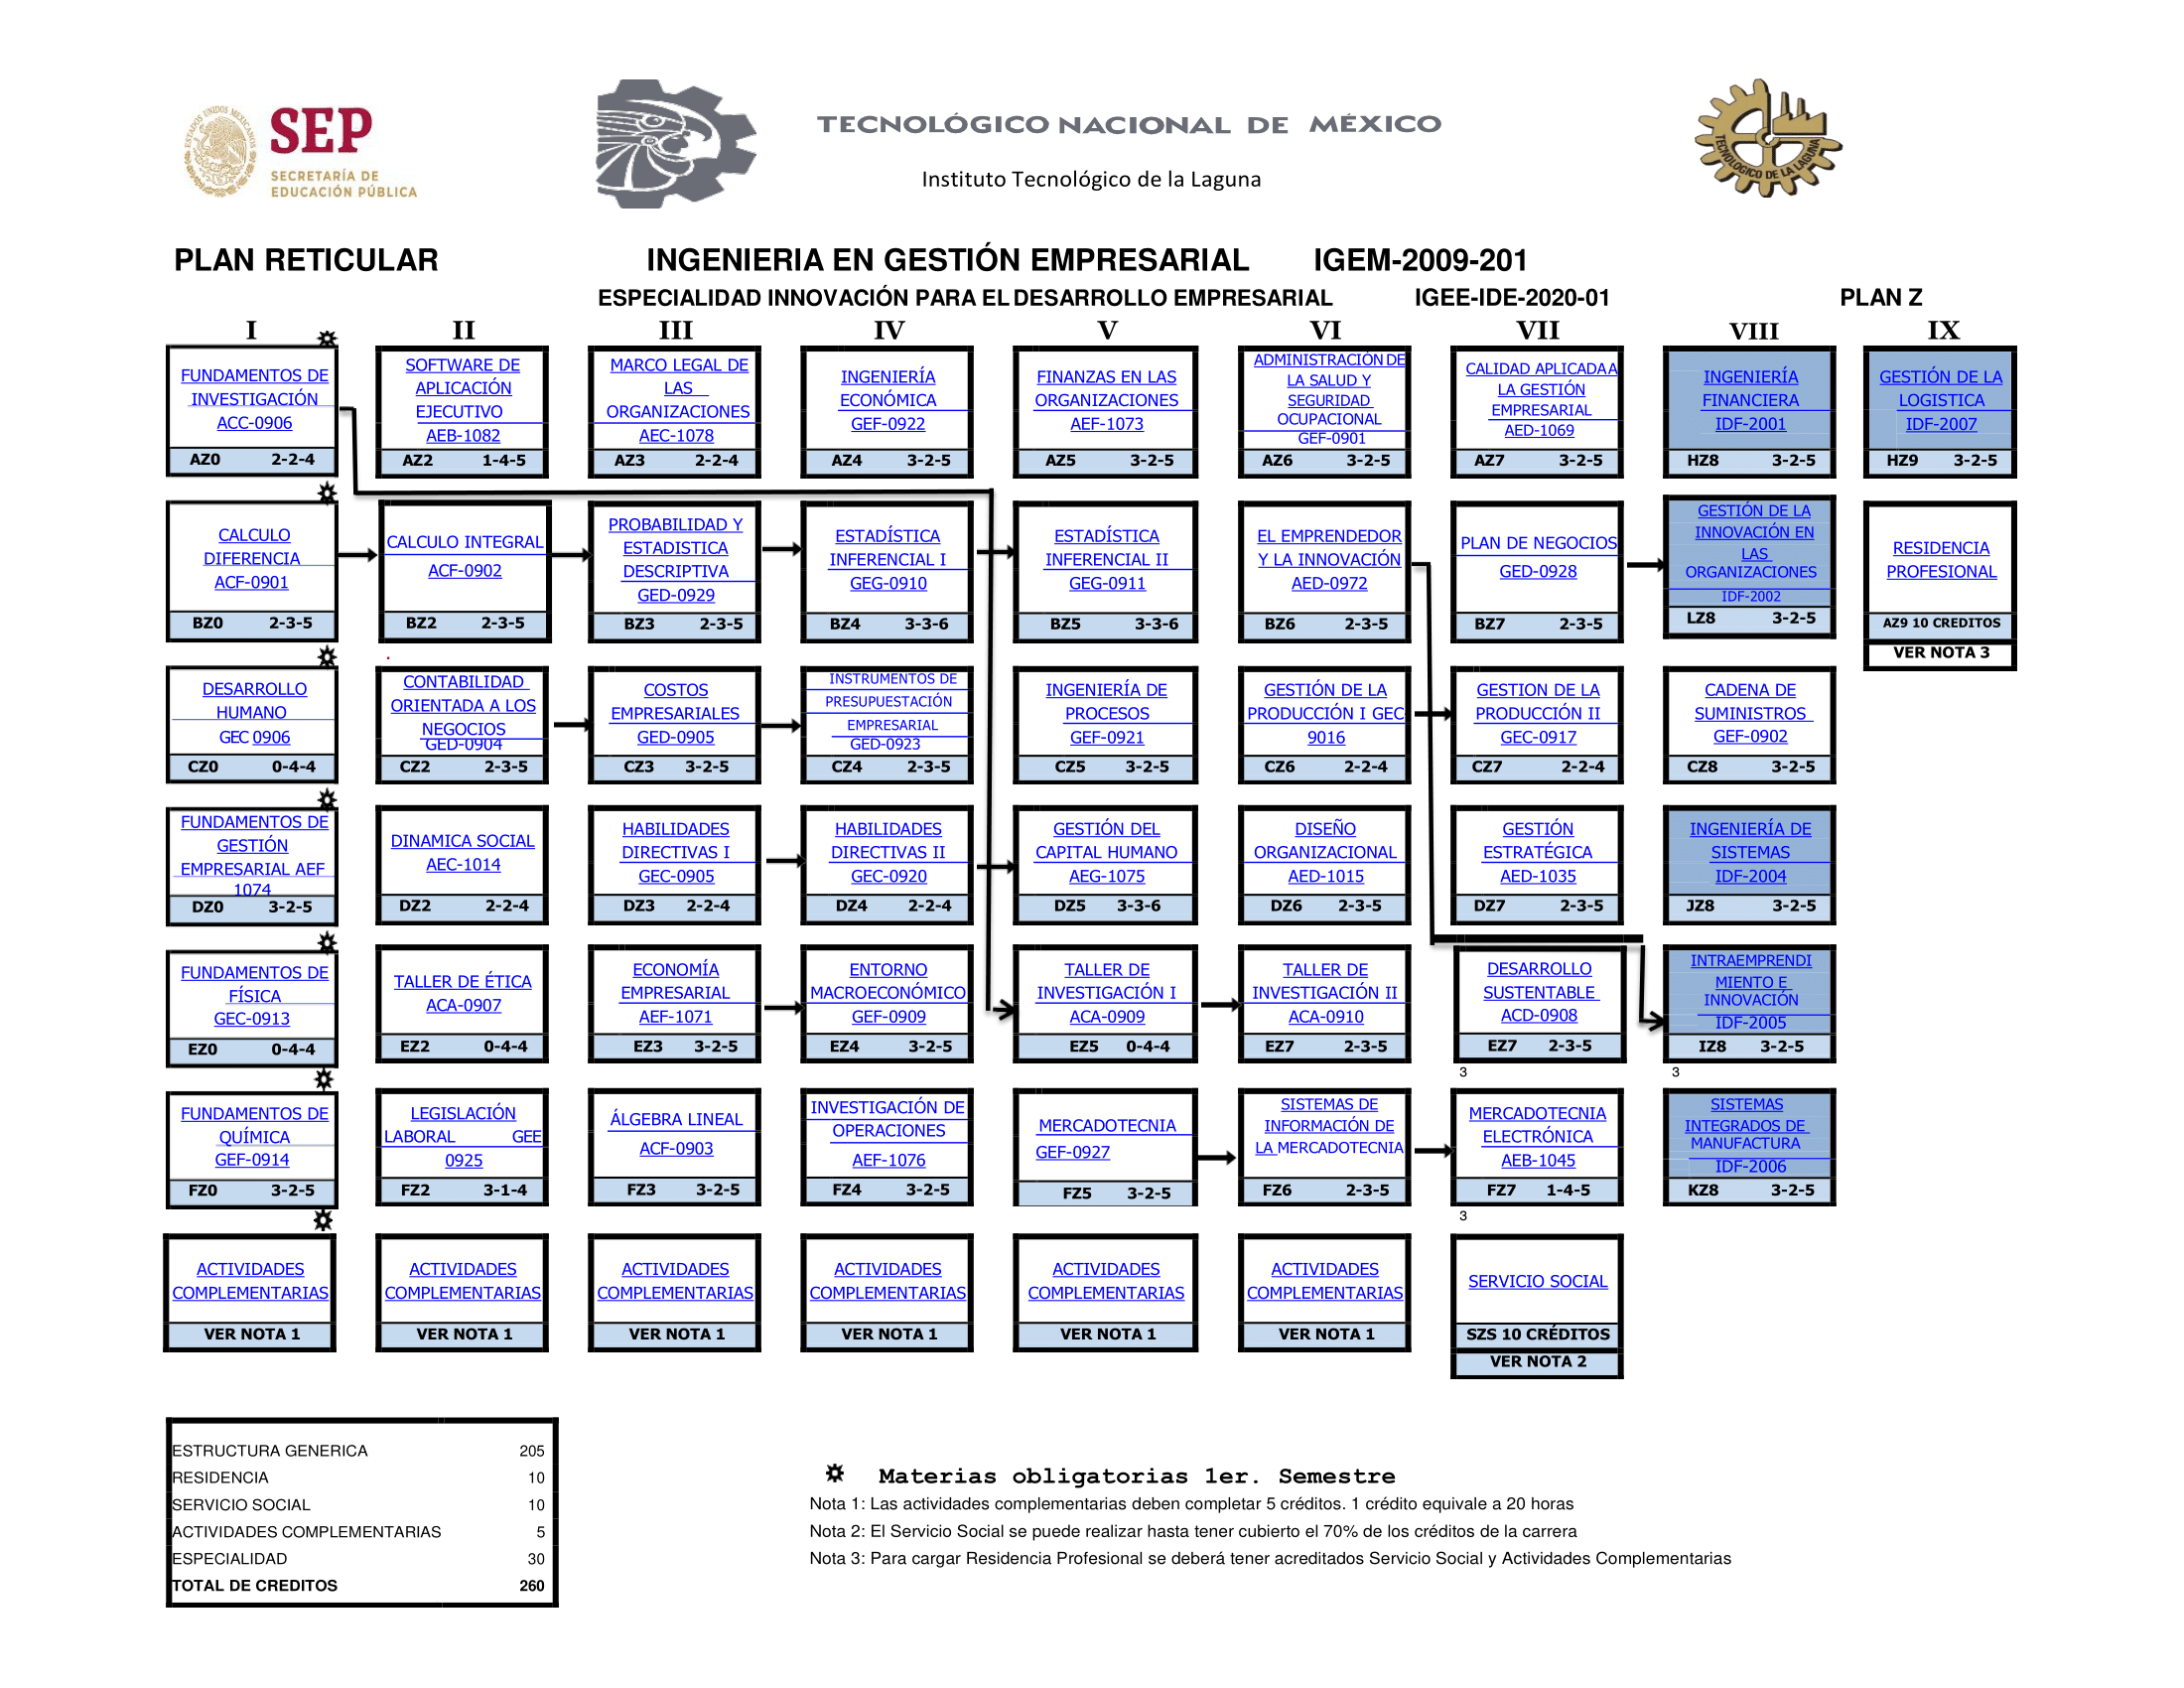 SEP
SECRETARÍA DE
EDUCACIÓN PÚBLICA
ESTADOS UNIDOS MEXICANOS
TECNOLÓGICO NACIONAL DE MÉXICO
Instituto Tecnológico de la Laguna
TECNOLOGICO DE LA LAGUNA
PLAN RETICULAR
INGENIERIA EN GESTIÓN EMPRESARIAL
IGEM-2009-201
ESPECIALIDAD INNOVACIÓN PARA EL DESARROLLO EMPRESARIAL
IGEE-IDE-2020-01
PLAN Z
I
II
III
IV
V
VI
VII
VIII
IX
FUNDAMENTOS DE
INVESTIGACIÓN
ACC-0906
AZ0 2-2-4
SOFTWARE DE
APLICACIÓN
EJECUTIVO
AEB-1082
AZ2 1-4-5
MARCO LEGAL DE
LAS
ORGANIZACIONES
AEC-1078
AZ3 2-2-4
INGENIERÍA
ECONÓMICA
GEF-0922
AZ4 3-2-5
FINANZAS EN LAS
ORGANIZACIONES
AEF-1073
AZ5 3-2-5
ADMINISTRACIÓN DE
LA SALUD Y
SEGURIDAD
OCUPACIONAL
GEF-0901
AZ6 3-2-5
CALIDAD APLICADA A
LA GESTIÓN
EMPRESARIAL
AED-1069
AZ7 3-2-5
INGENIERÍA
FINANCIERA
IDF-2001
HZ8 3-2-5
GESTIÓN DE LA
LOGISTICA
IDF-2007
HZ9 3-2-5
CALCULO
DIFERENCIA
ACF-0901
BZ0 2-3-5
CALCULO INTEGRAL
ACF-0902
BZ2 2-3-5
PROBABILIDAD Y
ESTADISTICA
DESCRIPTIVA
GED-0929
BZ3 2-3-5
ESTADÍSTICA
INFERENCIAL I
GEG-0910
BZ4 3-3-6
ESTADÍSTICA
INFERENCIAL II
GEG-0911
BZ5 3-3-6
EL EMPRENDEDOR
Y LA INNOVACIÓN
AED-0972
BZ6 2-3-5
PLAN DE NEGOCIOS
GED-0928
BZ7 2-3-5
GESTIÓN DE LA
INNOVACIÓN EN
LAS
ORGANIZACIONES
IDF-2002
LZ8 3-2-5
RESIDENCIA
PROFESIONAL
AZ9 10 CREDITOS
VER NOTA 3
DESARROLLO
HUMANO
GEC 0906
CZ0 0-4-4
CONTABILIDAD
ORIENTADA A LOS
NEGOCIOS
GED-0904
CZ2 2-3-5
COSTOS
EMPRESARIALES
GED-0905
CZ3 3-2-5
INSTRUMENTOS DE
PRESUPUESTACIÓN
EMPRESARIAL
GED-0923
CZ4 2-3-5
INGENIERÍA DE
PROCESOS
GEF-0921
CZ5 3-2-5
GESTIÓN DE LA
PRODUCCIÓN I GEC
9016
CZ6 2-2-4
GESTION DE LA
PRODUCCIÓN II
GEC-0917
CZ7 2-2-4
CADENA DE
SUMINISTROS
GEF-0902
CZ8 3-2-5
FUNDAMENTOS DE
GESTIÓN
EMPRESARIAL AEF
1074
DZ0 3-2-5
DINAMICA SOCIAL
AEC-1014
DZ2 2-2-4
HABILIDADES
DIRECTIVAS I
GEC-0905
DZ3 2-2-4
HABILIDADES
DIRECTIVAS II
GEC-0920
DZ4 2-2-4
GESTIÓN DEL
CAPITAL HUMANO
AEG-1075
DZ5 3-3-6
DISEÑO
ORGANIZACIONAL
AED-1015
DZ6 2-3-5
GESTIÓN
ESTRATÉGICA
AED-1035
DZ7 2-3-5
INGENIERÍA DE
SISTEMAS
IDF-2004
JZ8 3-2-5
FUNDAMENTOS DE
FÍSICA
GEC-0913
EZ0 0-4-4
TALLER DE ÉTICA
ACA-0907
EZ2 0-4-4
ECONOMÍA
EMPRESARIAL
AEF-1071
EZ3 3-2-5
ENTORNO
MACROECONÓMICO
GEF-0909
EZ4 3-2-5
TALLER DE
INVESTIGACIÓN I
ACA-0909
EZ5 0-4-4
TALLER DE
INVESTIGACIÓN II
ACA-0910
EZ7 2-3-5
DESARROLLO
SUSTENTABLE
ACD-0908
EZ7 2-3-5
3
INTRAEMPRENDI
MIENTO E
INNOVACIÓN
IDF-2005
IZ8 3-2-5
3
FUNDAMENTOS DE
QUÍMICA
GEF-0914
FZ0 3-2-5
LEGISLACIÓN
LABORAL GEE
0925
FZ2 3-1-4
ÁLGEBRA LINEAL
ACF-0903
FZ3 3-2-5
INVESTIGACIÓN DE
OPERACIONES
AEF-1076
FZ4 3-2-5
MERCADOTECNIA
GEF-0927
FZ5 3-2-5
SISTEMAS DE
INFORMACIÓN DE
LA MERCADOTECNIA
FZ6 2-3-5
MERCADOTECNIA
ELECTRÓNICA
AEB-1045
FZ7 1-4-5
3
SISTEMAS
INTEGRADOS DE
MANUFACTURA
IDF-2006
KZ8 3-2-5
ACTIVIDADES
COMPLEMENTARIAS
VER NOTA 1
ACTIVIDADES
COMPLEMENTARIAS
VER NOTA 1
ACTIVIDADES
COMPLEMENTARIAS
VER NOTA 1
ACTIVIDADES
COMPLEMENTARIAS
VER NOTA 1
ACTIVIDADES
COMPLEMENTARIAS
VER NOTA 1
ACTIVIDADES
COMPLEMENTARIAS
VER NOTA 1
SERVICIO SOCIAL
SZS 10 CRÉDITOS
VER NOTA 2
ESTRUCTURA GENERICA 205
RESIDENCIA 10
SERVICIO SOCIAL 10
ACTIVIDADES COMPLEMENTARIAS 5
ESPECIALIDAD 30
TOTAL DE CREDITOS 260
Materias obligatorias 1er. Semestre
Nota 1: Las actividades complementarias deben completar 5 créditos. 1 crédito equivale a 20 horas
Nota 2: El Servicio Social se puede realizar hasta tener cubierto el 70% de los créditos de la carrera
Nota 3: Para cargar Residencia Profesional se deberá tener acreditados Servicio Social y Actividades Complementarias